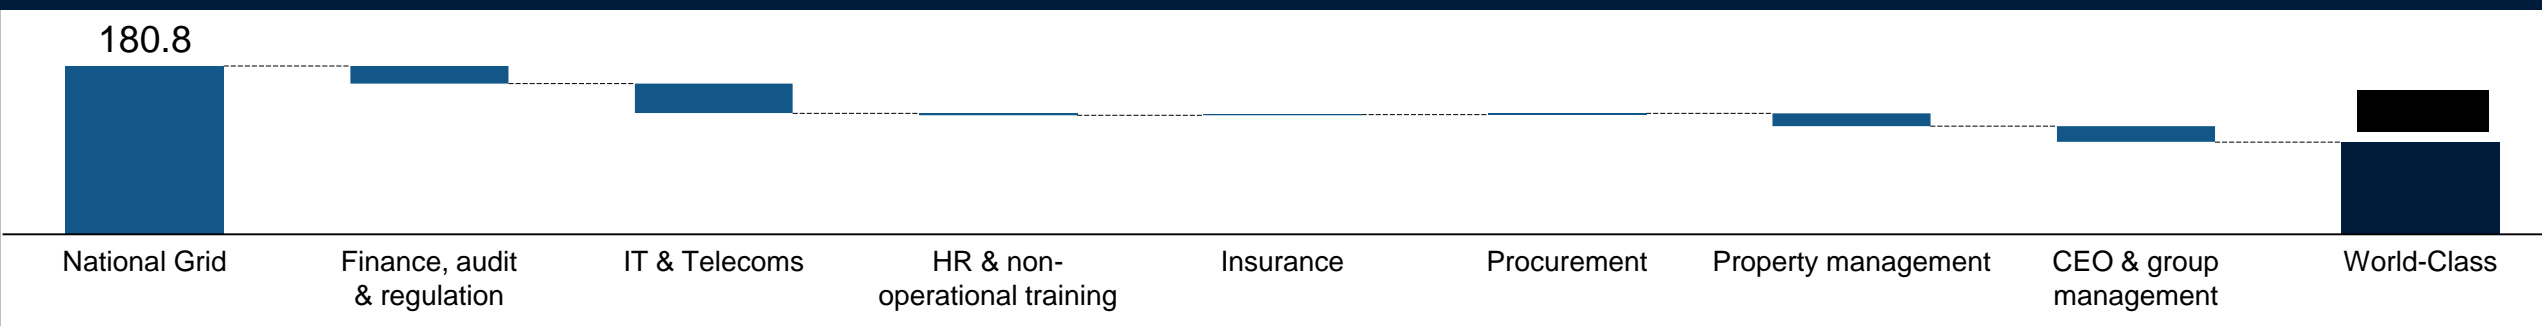 180.8
National Grid
Finance, audit
& regulation
IT & Telecoms
HR & non-
operational training
Insurance
Procurement
Property management
CEO & group
management
World-Class